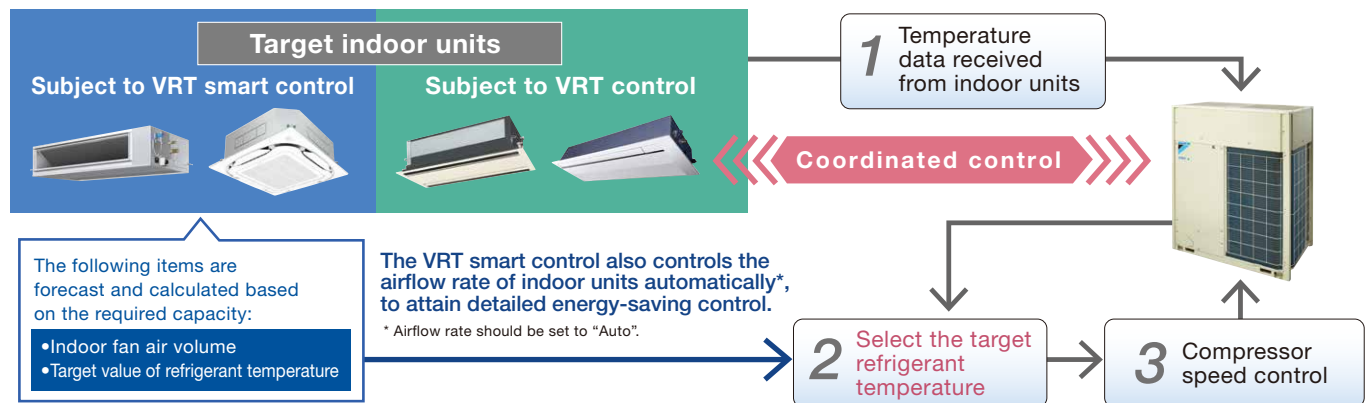 Target indoor units
Subject to VRT smart control
Subject to VRT control
1 Temperature
data received
from indoor units
Coordinated control
The following items are
forecast and calculated based
on the required capacity:
•Indoor fan air volume
•Target value of refrigerant temperature
The VRT smart control also controls the
airflow rate of indoor units automatically*,
to attain detailed energy-saving control.
* Airflow rate should be set to “Auto”.
2 Select the target
refrigerant
temperature
3 Compressor
speed control